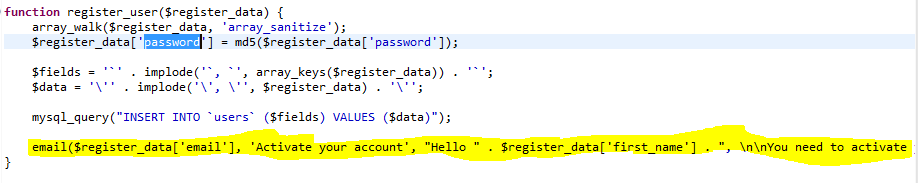 function register_user($register_data) {
    array_walk($register_data, 'array_sanitize');
    $register_data['password'] = md5($register_data['password']);
    $fields = '`' . implode('`, `', array_keys($register_data)) . '`';
    $data = '\'' . implode('\', \'', $register_data) . '\'';
    mysql_query("INSERT INTO `users` ($fields) VALUES ($data)");
    email($register_data['email'], 'Activate your account', "Hello " . $register_data['first_name'] . ", \n\nYou need to activate
}